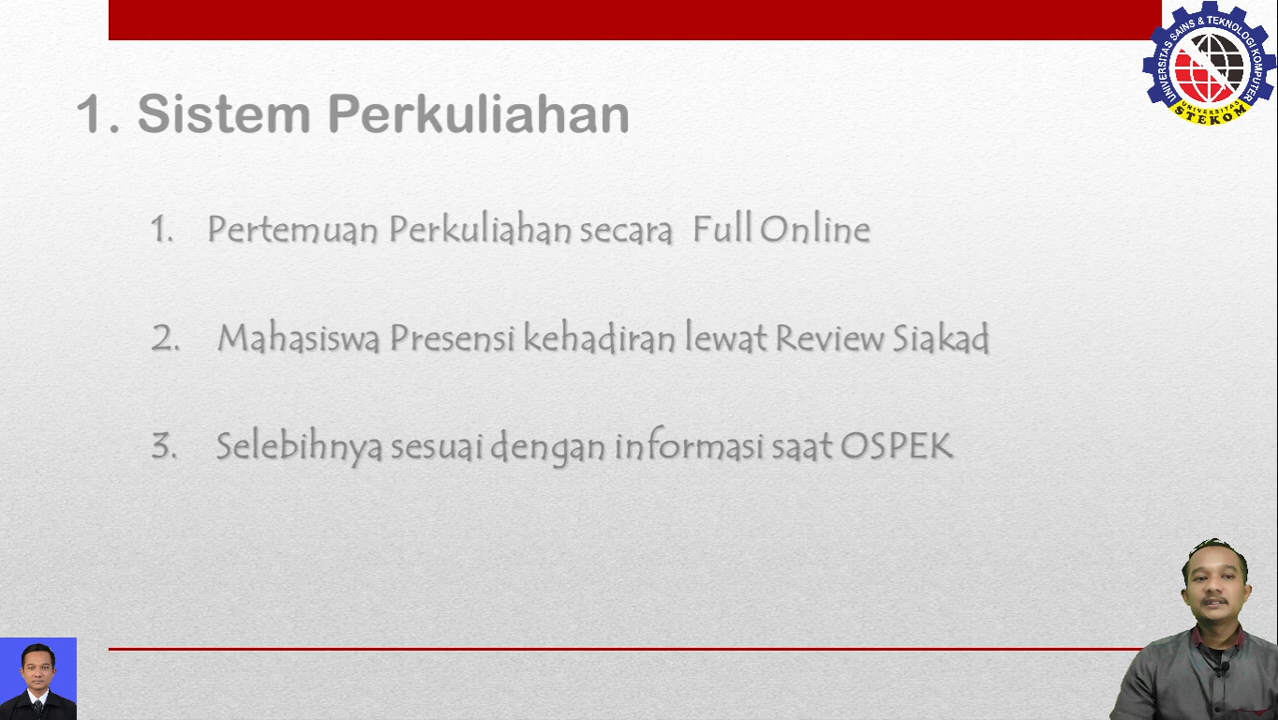 UNIVERSITAS SAINS & TEKNOLOGI KOMPUTER
UNIVERSITAS
STEKOM
1. Sistem Perkuliahan
1. Pertemuan Perkuliahan secara Full Online
2. Mahasiswa Presensi kehadiran lewat Review Siakad
3. Selebihnya sesuai dengan informasi saat OSPEK